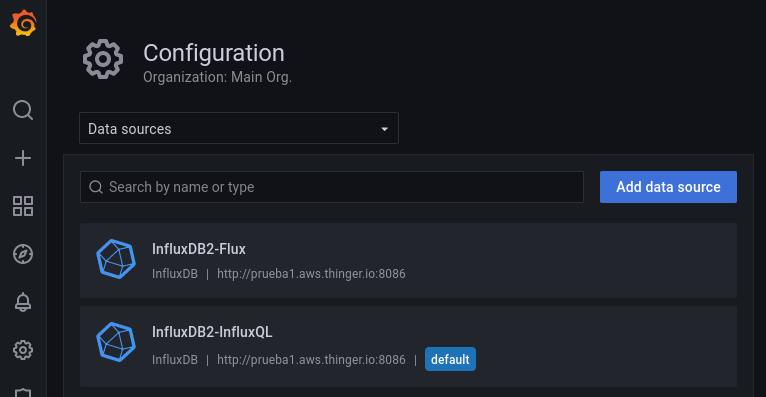 Configuration
Organization: Main Org.
Data sources
Search by name or type
Add data source
InfluxDB2-Flux
InfluxDB | http://prueba1.aws.thinger.io:8086
InfluxDB2-InfluxQL
InfluxDB | http://prueba1.aws.thinger.io:8086 | default